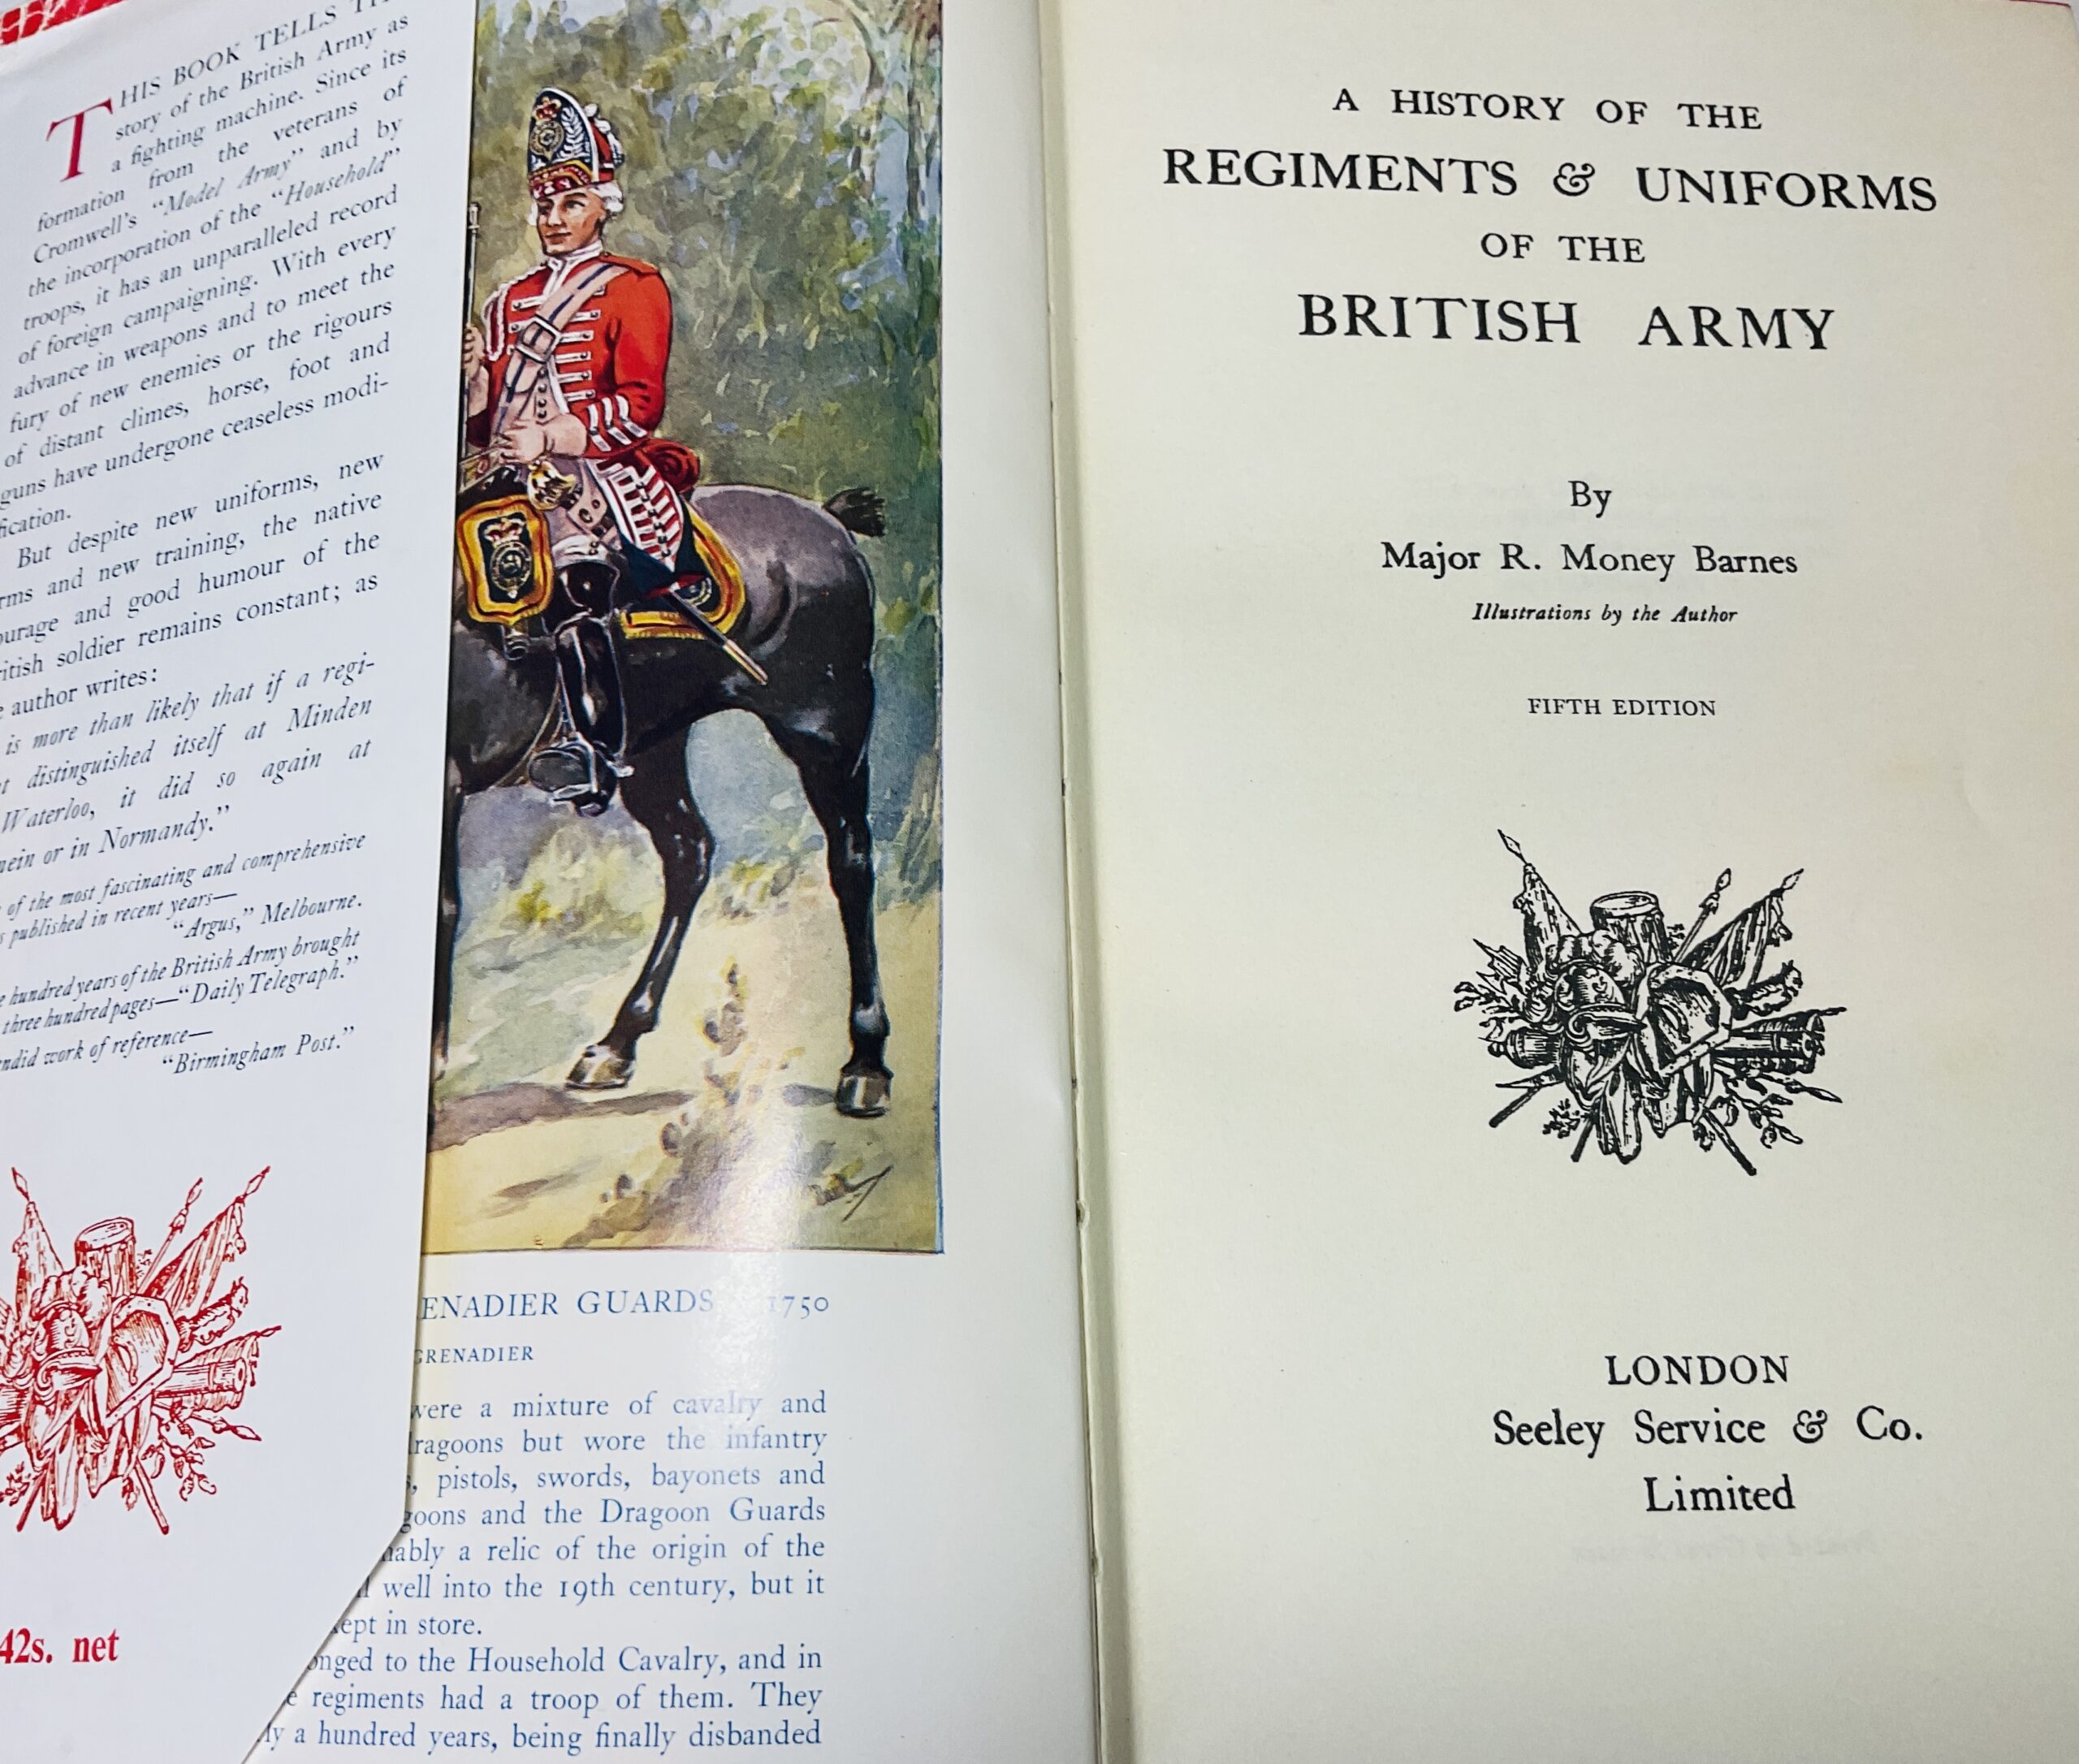 THIS BOOK TELLS
story of the British Army as
a fighting machine. Since its
formation from the veterans of
Cromwell's "Model Army" and by
the incorporation of the "Household"
troops, it has an unparalleled record
of foreign campaigning. With every
advance in weapons and to meet the
fury of new enemies or the rigours
of distant climes, horse, foot and
guns have undergone ceaseless modi-
fication.
But despite new uniforms, new
and new training, the native
and good humour of the
soldier remains constant; as
author writes:
is more than likely that if a regi-
distinguished itself at Minden
Waterloo, it did so again at
or in Normandy."
of the most fascinating and comprehensive
published in recent years—
"Argus," Melbourne.
hundred years of the British Army brought
three hundred pages—"Daily Telegraph."
work of reference—
"Birmingham Post."
42s. net
GUARDS 1750
GRENADIER
were a mixture of cavalry and
but wore the infantry
pistols, swords, bayonets and
and the Dragoon Guards
a relic of the origin of the
well into the 19th century, but it
in store.
to the Household Cavalry, and in
regiments had a troop of them. They
a hundred years, being finally disbanded
A HISTORY OF THE
REGIMENTS & UNIFORMS
OF THE
BRITISH ARMY
By
Major R. Money Barnes
Illustrations by the Author
FIFTH EDITION
LONDON
Seeley Service & Co.
Limited